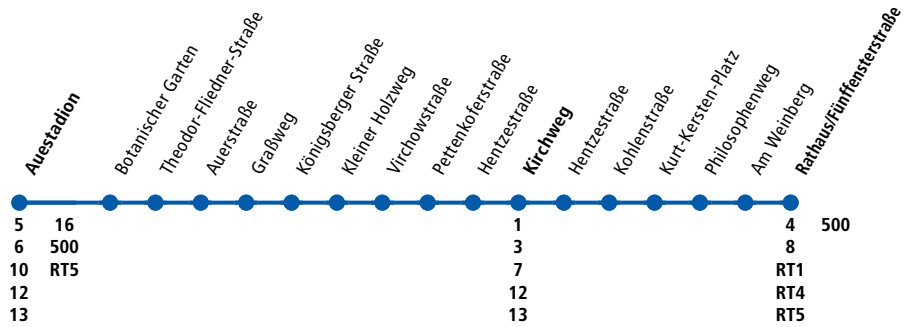 Auestadion
Botanischer Garten
Theodor-Fliedner-Straße
Auerstraße
Graßweg
Königsberger Straße
Kleiner Holzweg
Virchowstraße
Pettenkoferstraße
Hentzestraße
Kirchweg
Hentzestraße
Kohlenstraße
Kurt-Kersten-Platz
Philosophenweg
Am Weinberg
Rathaus/Fünffensterstraße
5 16 1 4 500
6 500 3 8
10 RT5 7 RT1
12 12 RT4
13 13 RT5